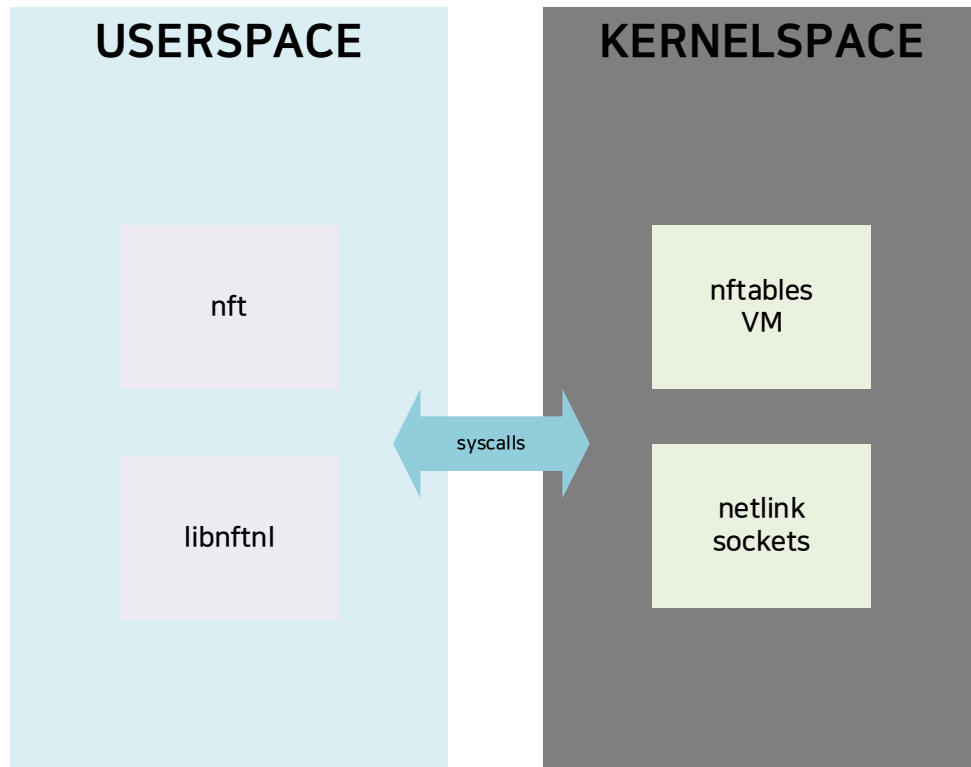 USERSPACE
KERNELSPACE
nft
nftables
VM
syscalls
libnftnl
netlink
sockets